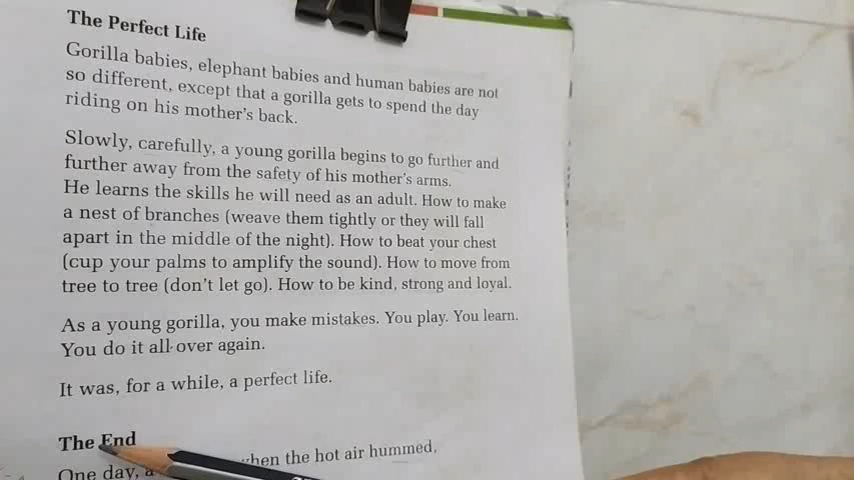 The Perfect Life
Gorilla babies, elephant babies and human babies are not
so different, except that a gorilla gets to spend the day
riding on his mother's back.
Slowly, carefully, a young gorilla begins to go further and
further away from the safety of his mother's arms.
He learns the skills he will need as an adult. How to make
a nest of branches (weave them tightly or they will fall
apart in the middle of the night). How to beat your chest
(cup your palms to amplify the sound). How to move from
tree to tree (don't let go). How to be kind, strong and loyal.
As a young gorilla, you make mistakes. You play. You learn.
You do it all over again.
It was, for a while, a perfect life.
The End
One day, a when the hot air hummed,